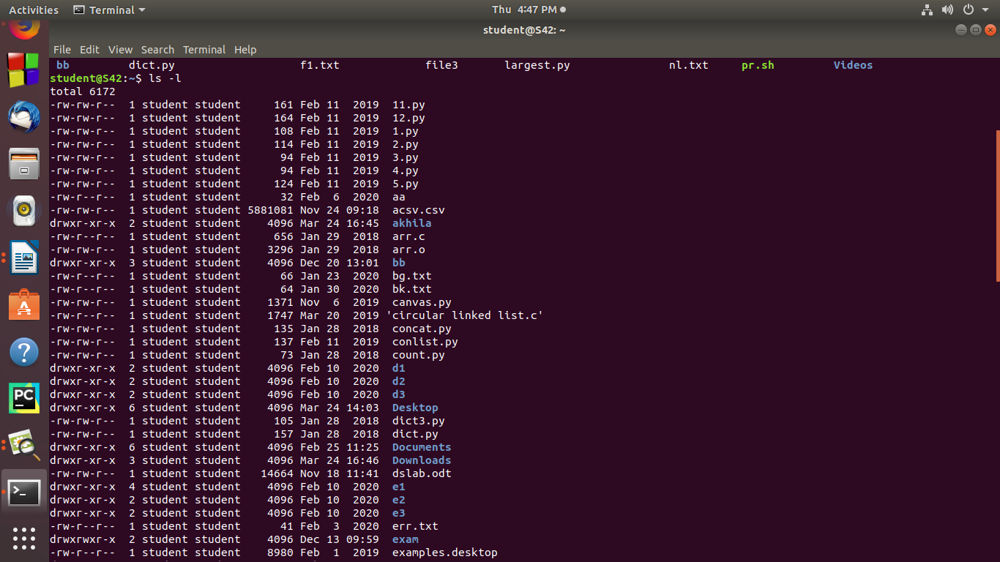 Activities Terminal Thu 4:47 PM
student@S42: ~
File Edit View Search Terminal Help
bb dict.py f1.txt file3 largest.py nl.txt pr.sh Videos
student@S42:~$ ls -l
total 6172
-rw-rw-r-- 1 student student 161 Feb 11 2019 11.py
-rw-rw-r-- 1 student student 164 Feb 11 2019 12.py
-rw-rw-r-- 1 student student 108 Feb 11 2019 1.py
-rw-rw-r-- 1 student student 114 Feb 11 2019 2.py
-rw-rw-r-- 1 student student 94 Feb 11 2019 3.py
-rw-rw-r-- 1 student student 94 Feb 11 2019 4.py
-rw-rw-r-- 1 student student 124 Feb 11 2019 5.py
-rw-r--r-- 1 student student 32 Feb 6 2020 aa
-rw-rw-r-- 1 student student 5881081 Nov 24 09:18 acsv.csv
drwxr-xr-x 2 student student 4096 Mar 24 16:45 akhila
-rw-rw-r-- 1 student student 656 Jan 29 2018 arr.c
-rw-rw-r-- 1 student student 3296 Jan 29 2018 arr.o
drwxr-xr-x 3 student student 4096 Dec 20 13:01 bb
-rw-r--r-- 1 student student 66 Jan 23 2020 bg.txt
-rw-r--r-- 1 student student 64 Jan 30 2020 bk.txt
-rw-rw-r-- 1 student student 1371 Nov 6 2019 canvas.py
-rw-r--r-- 1 student student 1747 Mar 20 2019 'circular linked list.c'
-rw-rw-r-- 1 student student 135 Jan 28 2018 concat.py
-rw-rw-r-- 1 student student 137 Feb 11 2019 conlist.py
-rw-rw-r-- 1 student student 73 Jan 28 2018 count.py
drwxr-xr-x 2 student student 4096 Feb 10 2020 d1
drwxr-xr-x 2 student student 4096 Feb 10 2020 d2
drwxr-xr-x 2 student student 4096 Feb 10 2020 d3
drwxr-xr-x 6 student student 4096 Mar 24 14:03 Desktop
-rw-rw-r-- 1 student student 105 Jan 28 2018 dict3.py
-rw-rw-r-- 1 student student 157 Jan 28 2018 dict.py
drwxr-xr-x 6 student student 4096 Feb 25 11:25 Documents
drwxr-xr-x 3 student student 4096 Mar 24 16:46 Downloads
-rw-rw-r-- 1 student student 14664 Nov 18 11:41 dslab.odt
drwxr-xr-x 4 student student 4096 Feb 10 2020 e1
drwxr-xr-x 2 student student 4096 Feb 10 2020 e2
drwxr-xr-x 2 student student 4096 Feb 10 2020 e3
-rw-r--r-- 1 student student 41 Feb 3 2020 err.txt
drwxrwxr-x 2 student student 4096 Dec 13 09:59 exam
-rw-r--r-- 1 student student 8980 Feb 1 2019 examples.desktop